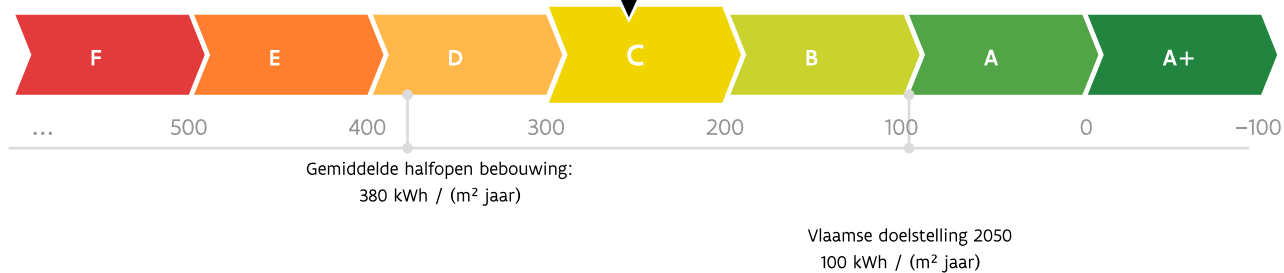 F E D C B A A+
... 500 400 300 200 100 0 –100
Gemiddelde halfopen bebouwing:
380 kWh / (m² jaar)
Vlaamse doelstelling 2050
100 kWh / (m² jaar)